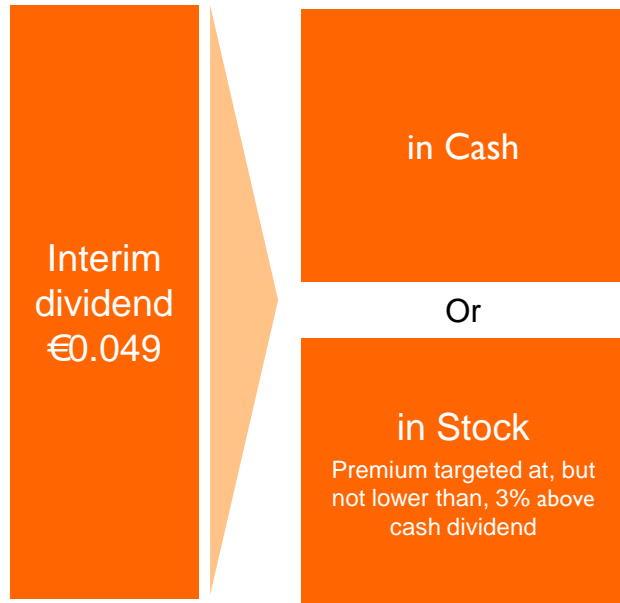 Interim
dividend
€0.049
in Cash
Or
in Stock
Premium targeted at, but
not lower than, 3% above
cash dividend